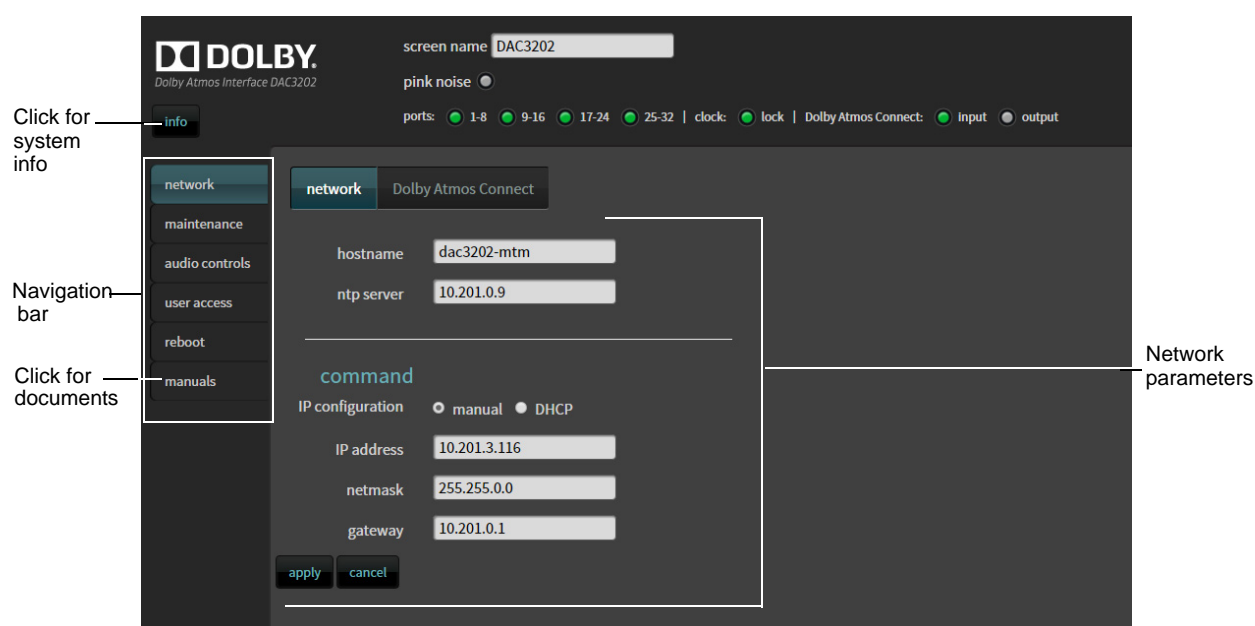 DOLBY.
Dolby Atmos Interface DAC3202
screen name DAC3202
pink noise
info
ports: 1-8 9-16 17-24 25-32 | clock: lock | Dolby Atmos Connect: input output
Click for
system
info
network
maintenance
audio controls
user access
reboot
manuals
Navigation
bar
Click for
documents
network Dolby Atmos Connect
hostname dac3202-mtm
ntp server 10.201.0.9
command
IP configuration manual DHCP
IP address 10.201.3.116
netmask 255.255.0.0
gateway 10.201.0.1
apply cancel
Network
parameters